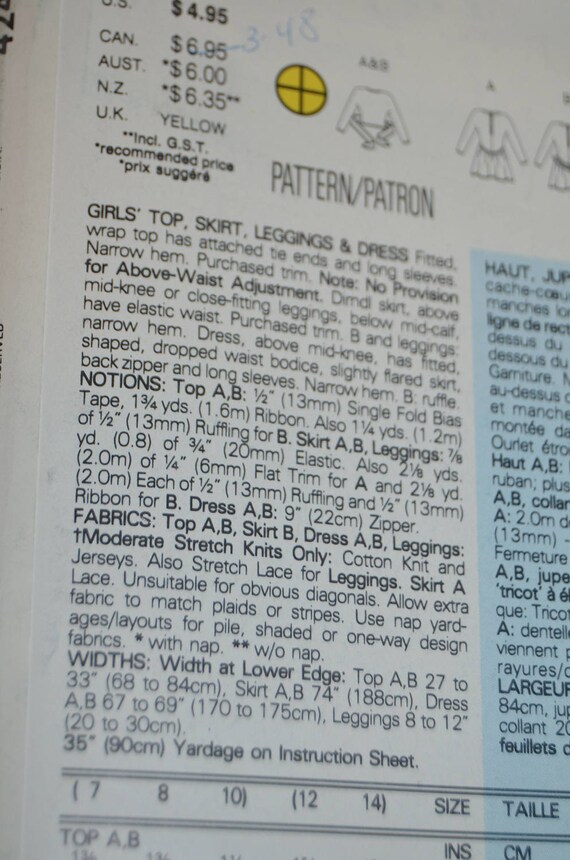 U.S. $4.95
CAN. $6.95 3.48
AUST. *$6.00
N.Z. *$6.35**
U.K. YELLOW
**Incl. G.S.T.
*recommended price
*prix suggéré
A&B
A
B
PATTERN/PATRON
GIRLS' TOP, SKIRT, LEGGINGS & DRESS Fitted,
wrap top has attached tie ends and long sleeves.
Narrow hem. Purchased trim. Note: No Provision
for Above-Waist Adjustment. Dirndl skirt, above
mid-knee or close-fitting leggings, below mid-calf,
have elastic waist. Purchased trim. B and leggings:
narrow hem. Dress, above mid-knee, has fitted,
shaped, dropped waist bodice, slightly flared skirt,
back zipper and long sleeves. Narrow hem. B: ruffle.
NOTIONS: Top A,B: ½" (13mm) Single Fold Bias
Tape, 1¾ yds. (1.6m) Ribbon. Also 1¼ yds. (1.2m)
of ½" (13mm) Ruffling for B. Skirt A,B, Leggings: ⅞
yd. (0.8) of ¾" (20mm) Elastic. Also 2⅛ yds.
(2.0m) of ¼" (6mm) Flat Trim for A and 2⅛ yd.
(2.0m) Each of ½" (13mm) Ruffling and ½" (13mm)
Ribbon for B. Dress A,B: 9" (22cm) Zipper.
FABRICS: Top A,B, Skirt B, Dress A,B, Leggings:
†Moderate Stretch Knits Only: Cotton Knit and
Jerseys. Also Stretch Lace for Leggings. Skirt A
Lace. Unsuitable for obvious diagonals. Allow extra
fabric to match plaids or stripes. Use nap yard-
ages/layouts for pile, shaded or one-way design
fabrics. * with nap. ** w/o nap.
WIDTHS: Width at Lower Edge: Top A,B 27 to
33" (68 to 84cm), Skirt A,B 74" (188cm), Dress
A,B 67 to 69" (170 to 175cm), Leggings 8 to 12"
(20 to 30cm).
35" (90cm) Yardage on Instruction Sheet.
HAUT, JUP
cache-cœu
manches lon
ligne de rect
dessus du
dessous du
Garniture.
au-dessus d
et manche
montée da
Ourlet étro
Haut A,B:
ruban; plus
A,B, collan
A: 2.0m de
(13mm) -
Fermeture
A,B, jupe
'tricot' à él
que: Tricot
A: dentelle
viennent p
rayures/c
LARGEUR
84cm, jup
collant 20
feuillets d
(7 8 10) (12 14) SIZE TAILLE
TOP A,B INS CM